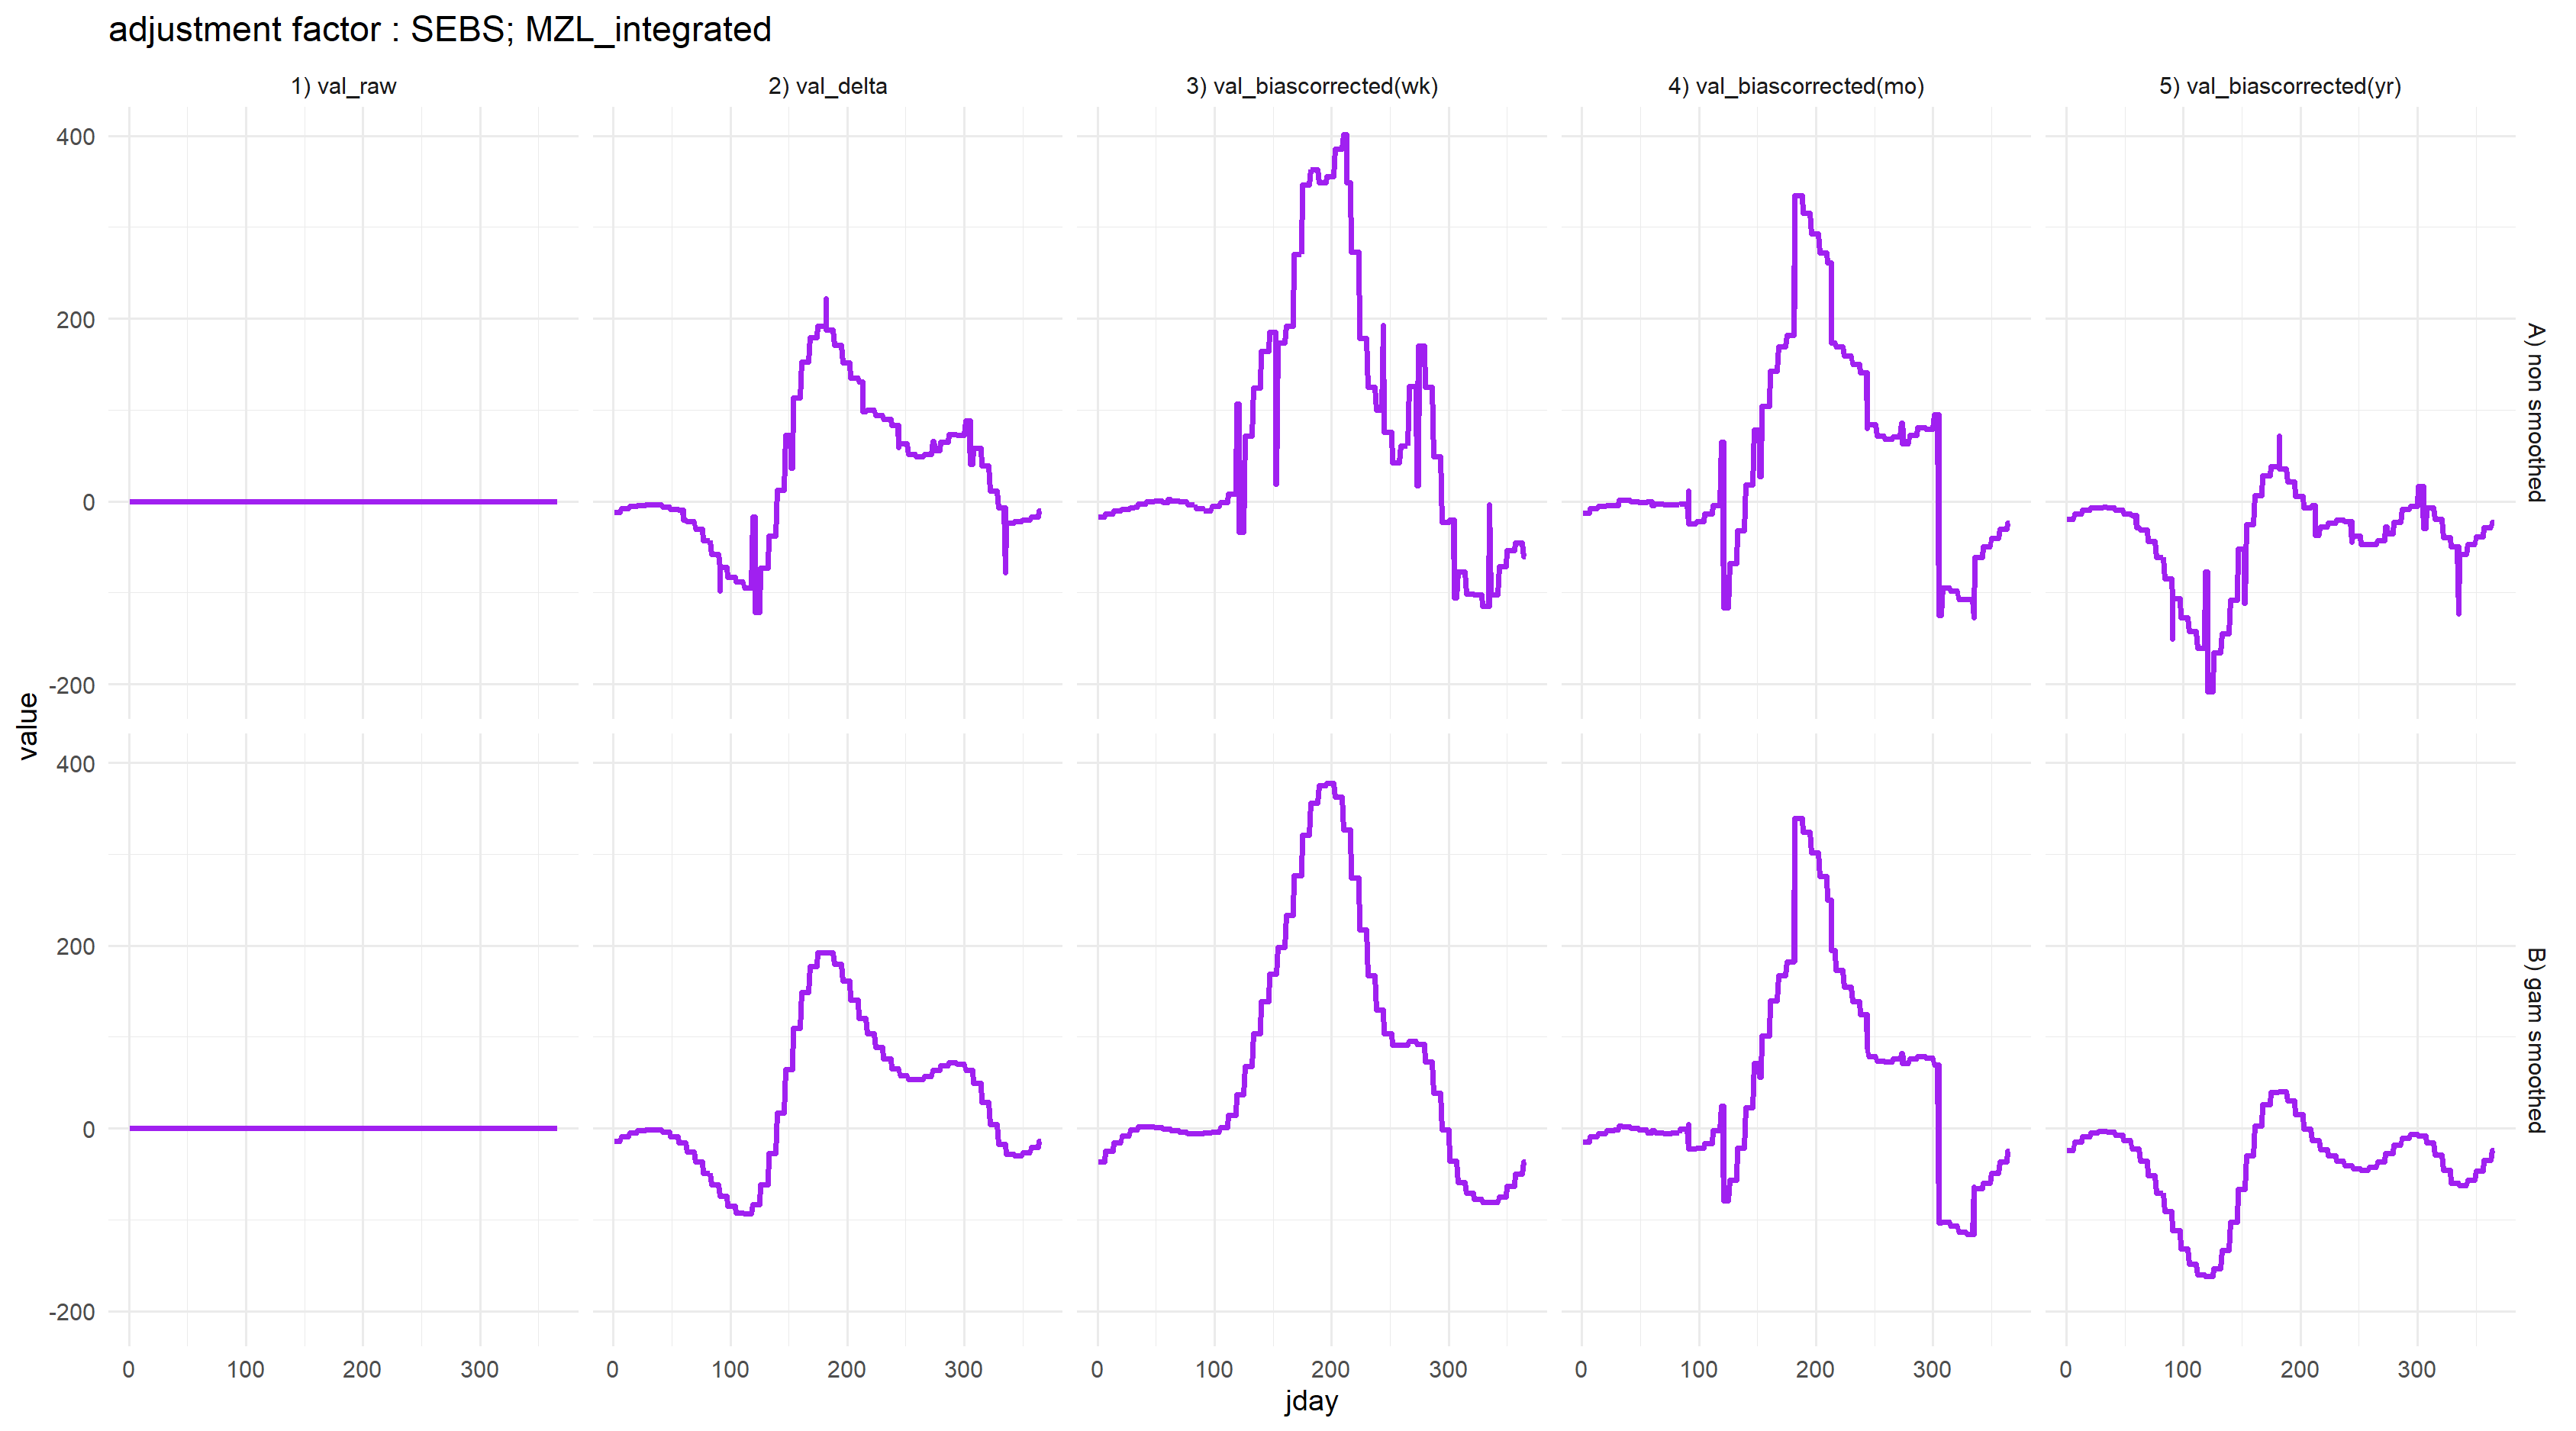 adjustment factor : SEBS; MZL_integrated
1) val_raw
2) val_delta
3) val_biascorrected(wk)
4) val_biascorrected(mo)
5) val_biascorrected(yr)
400
200
0
-200
A) non smoothed
value
400
200
0
-200
B) gam smoothed
0 100 200 300
0 100 200 300
0 100 200 300
0 100 200 300
0 100 200 300
jday